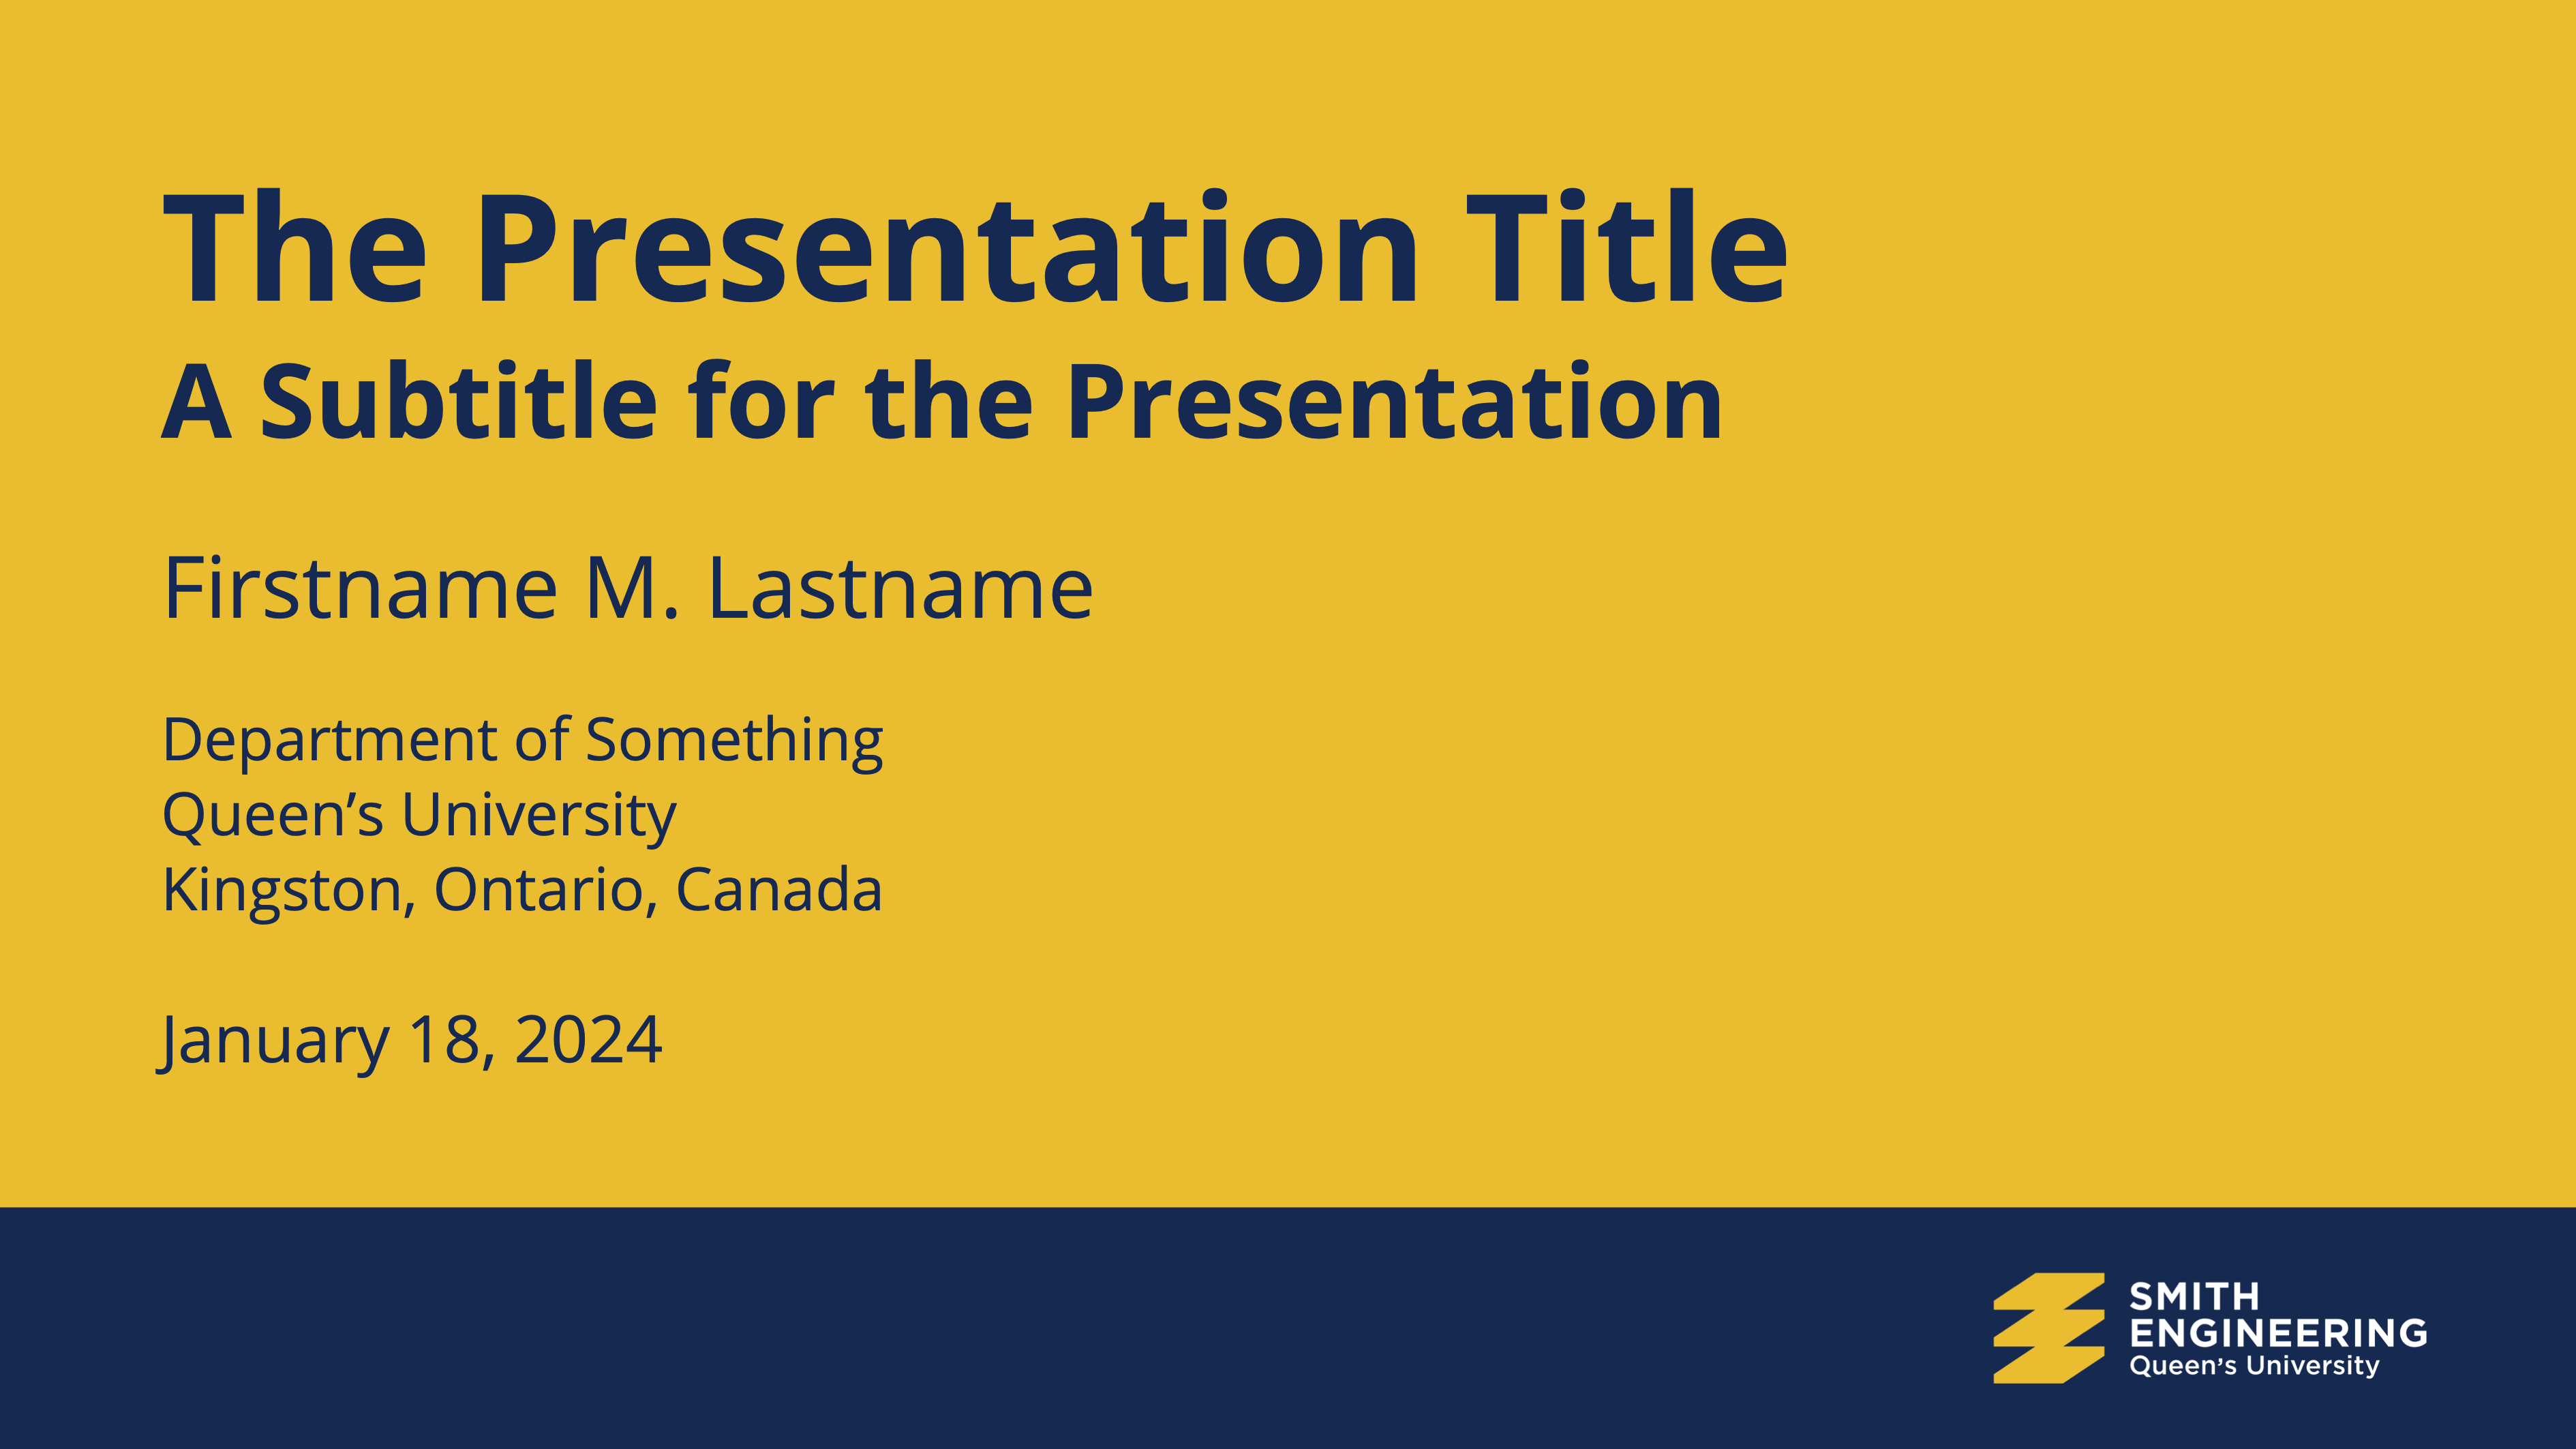 The Presentation Title
A Subtitle for the Presentation
Firstname M. Lastname
Department of Something
Queen’s University
Kingston, Ontario, Canada
January 18, 2024
SMITH
ENGINEERING
Queen’s University